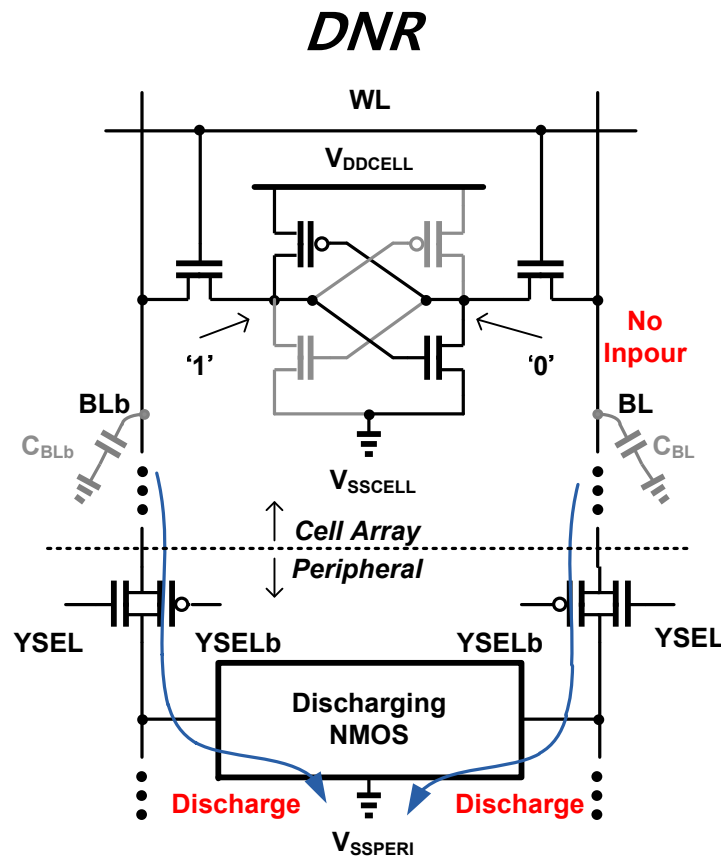 DNR
WL
VDDCELL
‘1’
‘0’
No
Inpour
BLb
BL
CBLb
CBL
VSSCELL
Cell Array
Peripheral
YSEL
YSELb
YSELb
YSEL
Discharging
NMOS
Discharge
Discharge
VSSPERI